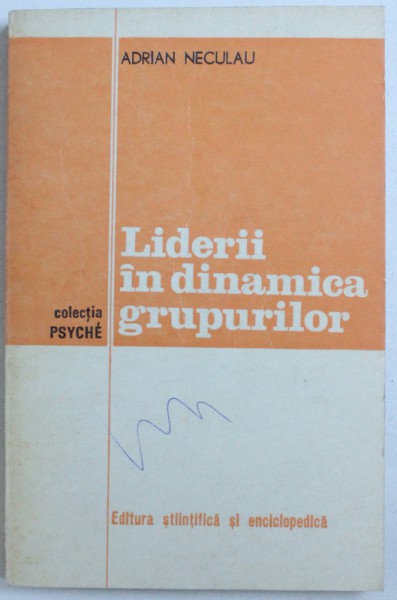 ADRIAN NECULAU
Liderii
în dinamica
grupurilor
colecția
PSYCHÉ
Editura științifică și enciclopedică